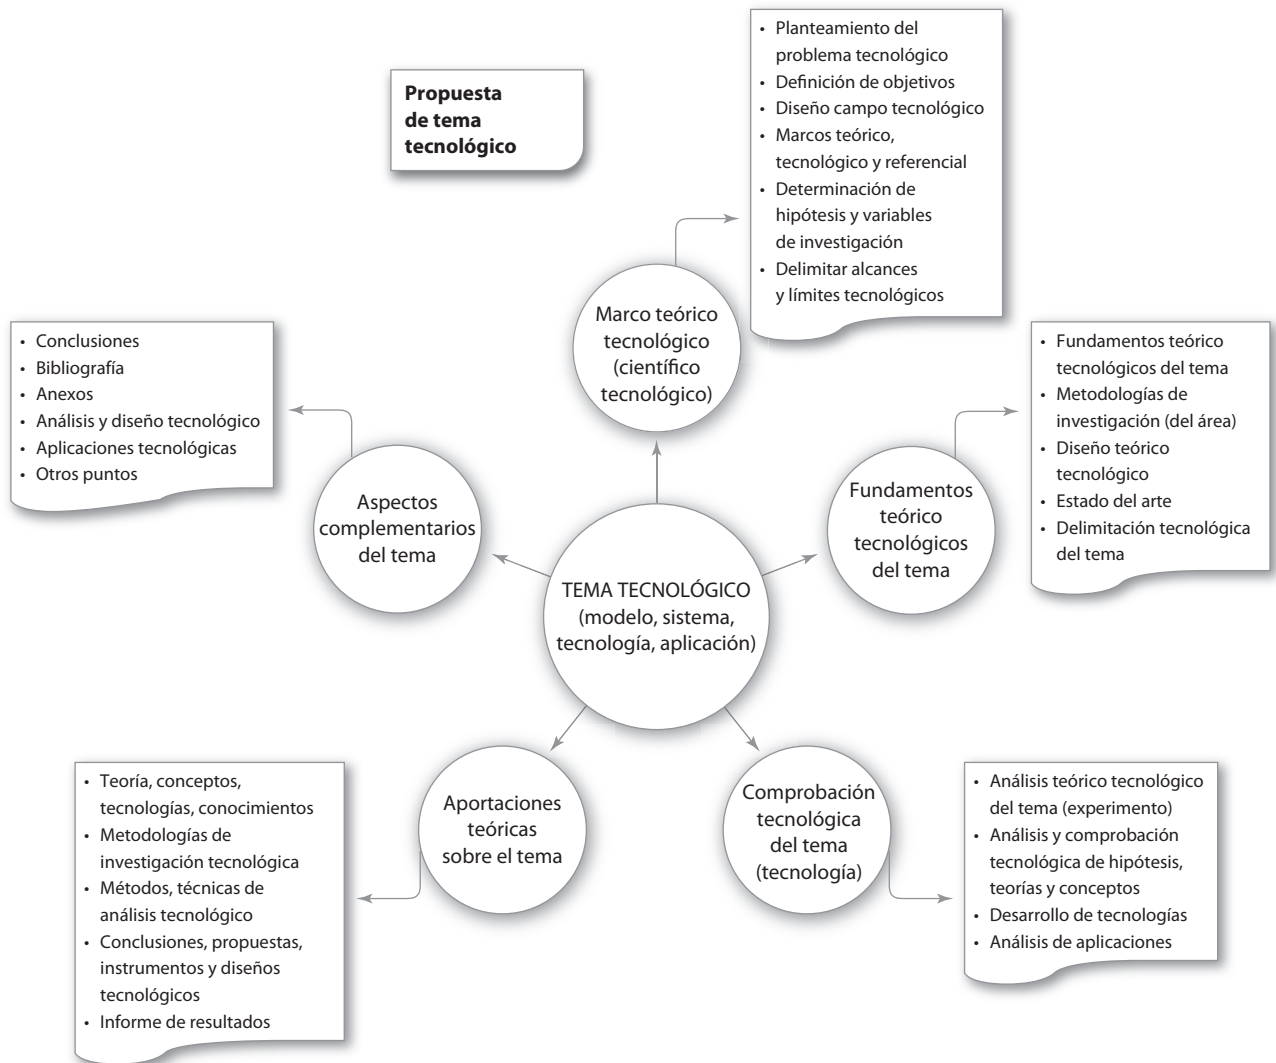 Propuesta
de tema
tecnológico
• Planteamiento del
problema tecnológico
• Definición de objetivos
• Diseño campo tecnológico
• Marcos teórico,
tecnológico y referencial
• Determinación de
hipótesis y variables
de investigación
• Delimitar alcances
y límites tecnológicos
Marco teórico
tecnológico
(científico
tecnológico)
• Conclusiones
• Bibliografía
• Anexos
• Análisis y diseño tecnológico
• Aplicaciones tecnológicas
• Otros puntos
Aspectos
complementarios
del tema
• Fundamentos teórico
tecnológicos del tema
• Metodologías de
investigación (del área)
• Diseño teórico
tecnológico
• Estado del arte
• Delimitación tecnológica
del tema
Fundamentos
teórico
tecnológicos
del tema
TEMA TECNOLÓGICO
(modelo, sistema,
tecnología, aplicación)
• Teoría, conceptos,
tecnologías, conocimientos
• Metodologías de
investigación tecnológica
• Métodos, técnicas de
análisis tecnológico
• Conclusiones, propuestas,
instrumentos y diseños
tecnológicos
• Informe de resultados
Aportaciones
teóricas
sobre el tema
Comprobación
tecnológica
del tema
(tecnología)
• Análisis teórico tecnológico
del tema (experimento)
• Análisis y comprobación
tecnológica de hipótesis,
teorías y conceptos
• Desarrollo de tecnologías
• Análisis de aplicaciones